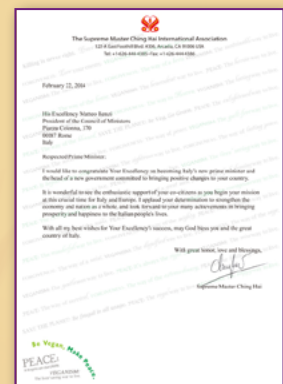 The Supreme Master Ching Hai International Association
Arcadia, CA 91006 USA
February 22, 2014
His Excellency Matteo Renzi
President of the Council of Ministers
Piazza Colonna, 370
00187 Rome
Italy
Respected Prime Minister:
I would like to congratulate Your Excellency on becoming Italy's new prime minister and
the head of a new government committed to bringing positive changes to your country.
It is wonderful to see the enthusiastic support of your co-citizens as you begin your mission
at this crucial time for Italy and Europe. I applaud your determination to strengthen the
economy and nation as a whole and look forward to your many achievements in bringing
prosperity and happiness to the Italian people's lives.
With all my best wishes for Your Excellency's success, may God bless you and the great
country of Italy.
With great honor, love and blessings,
Supreme Master Ching Hai
Be Vegan, Make Peace.
PEACE:
VEGANISM: